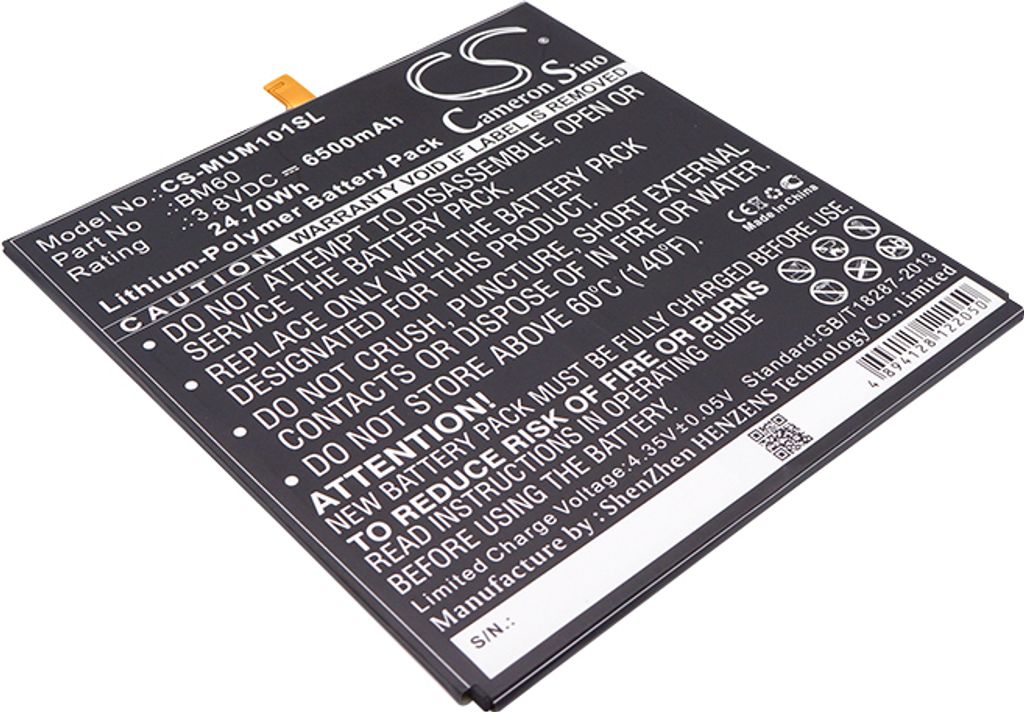 CS
Cameron Sino
Model No.: CS-MUM101SL
Part No : BM60
Rating : 3.8VDC ⎓ 6500mAh
24.70Wh
Lithium-Polymer Battery Pack
CAUTION WARRANTY VOID IF LABEL IS REMOVED
• DO NOT ATTEMPT TO DISASSEMBLE, OPEN OR
SERVICE THE BATTERY PACK.
• REPLACE ONLY WITH THE BATTERY PACK
DESIGNATED FOR THIS PRODUCT.
• DO NOT CRUSH, PUNCTURE, SHORT EXTERNAL
CONTACTS OR DISPOSE OF IN FIRE OR WATER.
• DO NOT STORE ABOVE 60°C (140°F)
Made in China
ATTENTION!
NEW BATTERY PACK MUST BE FULLY CHARGED BEFORE USE.
TO REDUCE RISK OF FIRE OR BURNS
READ INSTRUCTIONS IN OPERATING GUIDE
BEFORE USING THE BATTERY.
Limited Charge Voltage:4.35V±0.05V Standard:GB/T18287-2013
Manufacture by : ShenZhen HENZENS Technology Co., Limited
S/N.:
4 894128 122050